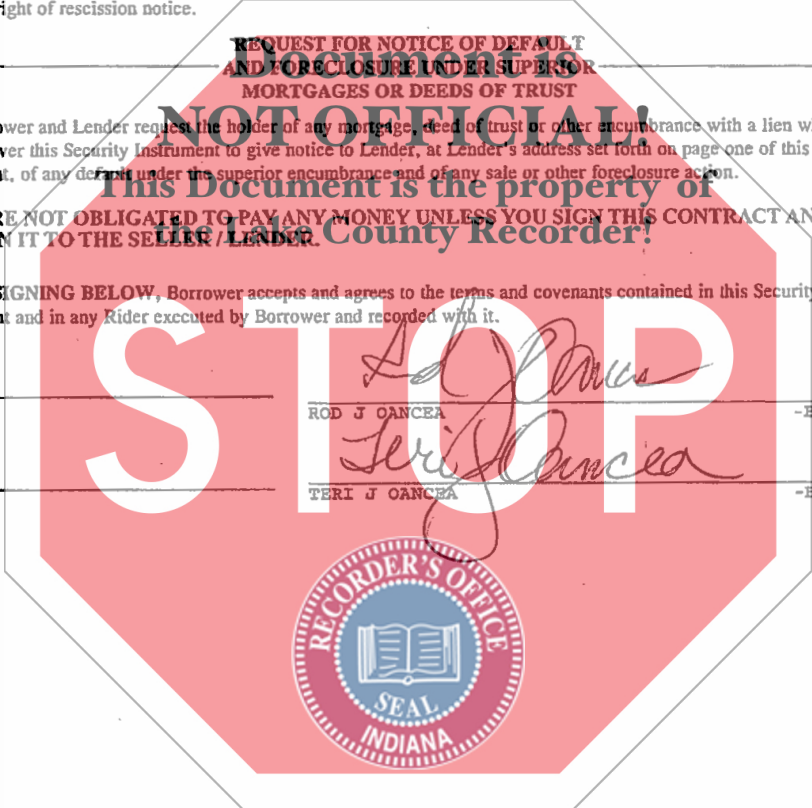 ight of rescission notice.
REQUEST FOR NOTICE OF DEFAULT
Document is
AND FORECLOSURE UNDER SUPERIOR
MORTGAGES OR DEEDS OF TRUST
NOT OFFICIAL!
wer and Lender request the holder of any mortgage, deed of trust or other encumbrance with a lien w
ver this Security Instrument to give notice to Lender, at Lender's address set forth on page one of this
t, of any default under the superior encumbrance and of any sale or other foreclosure action.
This Document is the property of
E NOT OBLIGATED TO PAY ANY MONEY UNLESS YOU SIGN THIS CONTRACT AN
the Lake County Recorder!
N IT TO THE SELLER / LENDER.
IGNING BELOW, Borrower accepts and agrees to the terms and covenants contained in this Security
t and in any Rider executed by Borrower and recorded with it.
STOP
Rod J Oancea
ROD J OANCEA -B
Teri J Oancea
TERI J OANCEA -B
RECORDER'S OFFICE
SEAL
INDIANA